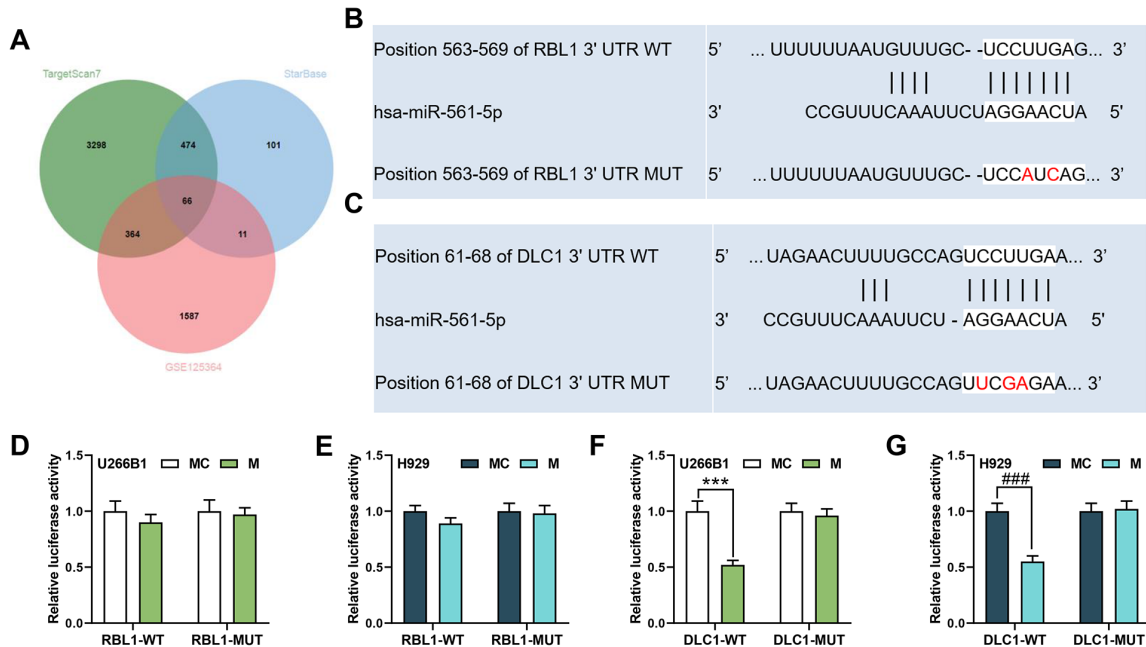 A
TargetScan7
StarBase
3298
474
101
66
364
11
1587
GSE125364
B
Position 563-569 of RBL1 3' UTR WT 5' ... UUUUUUAAUGUUUGC- -UCCUUGAG... 3'
hsa-miR-561-5p 3' CCGUUUCAAAUUCUAGGAACUA 5'
Position 563-569 of RBL1 3' UTR MUT 5' ... UUUUUUAAUGUUUGC- -UCCAUCAG... 3'
C
Position 61-68 of DLC1 3' UTR WT 5' ... UAGAACUUUUGCCAGUCCUUGAA... 3'
hsa-miR-561-5p 3' CCGUUUCAAAUUCU - AGGAACUA 5'
Position 61-68 of DLC1 3' UTR MUT 5' ... UAGAACUUUUGCCAGUUCGAGAA... 3'
D
U266B1 MC M
Relative luciferase activity
1.5
1.0
0.5
0.0
RBL1-WT RBL1-MUT
E
H929 MC M
Relative luciferase activity
1.5
1.0
0.5
0.0
RBL1-WT RBL1-MUT
F
U266B1 MC M
***
Relative luciferase activity
1.5
1.0
0.5
0.0
DLC1-WT DLC1-MUT
G
H929 MC M
###
Relative luciferase activity
1.5
1.0
0.5
0.0
DLC1-WT DLC1-MUT